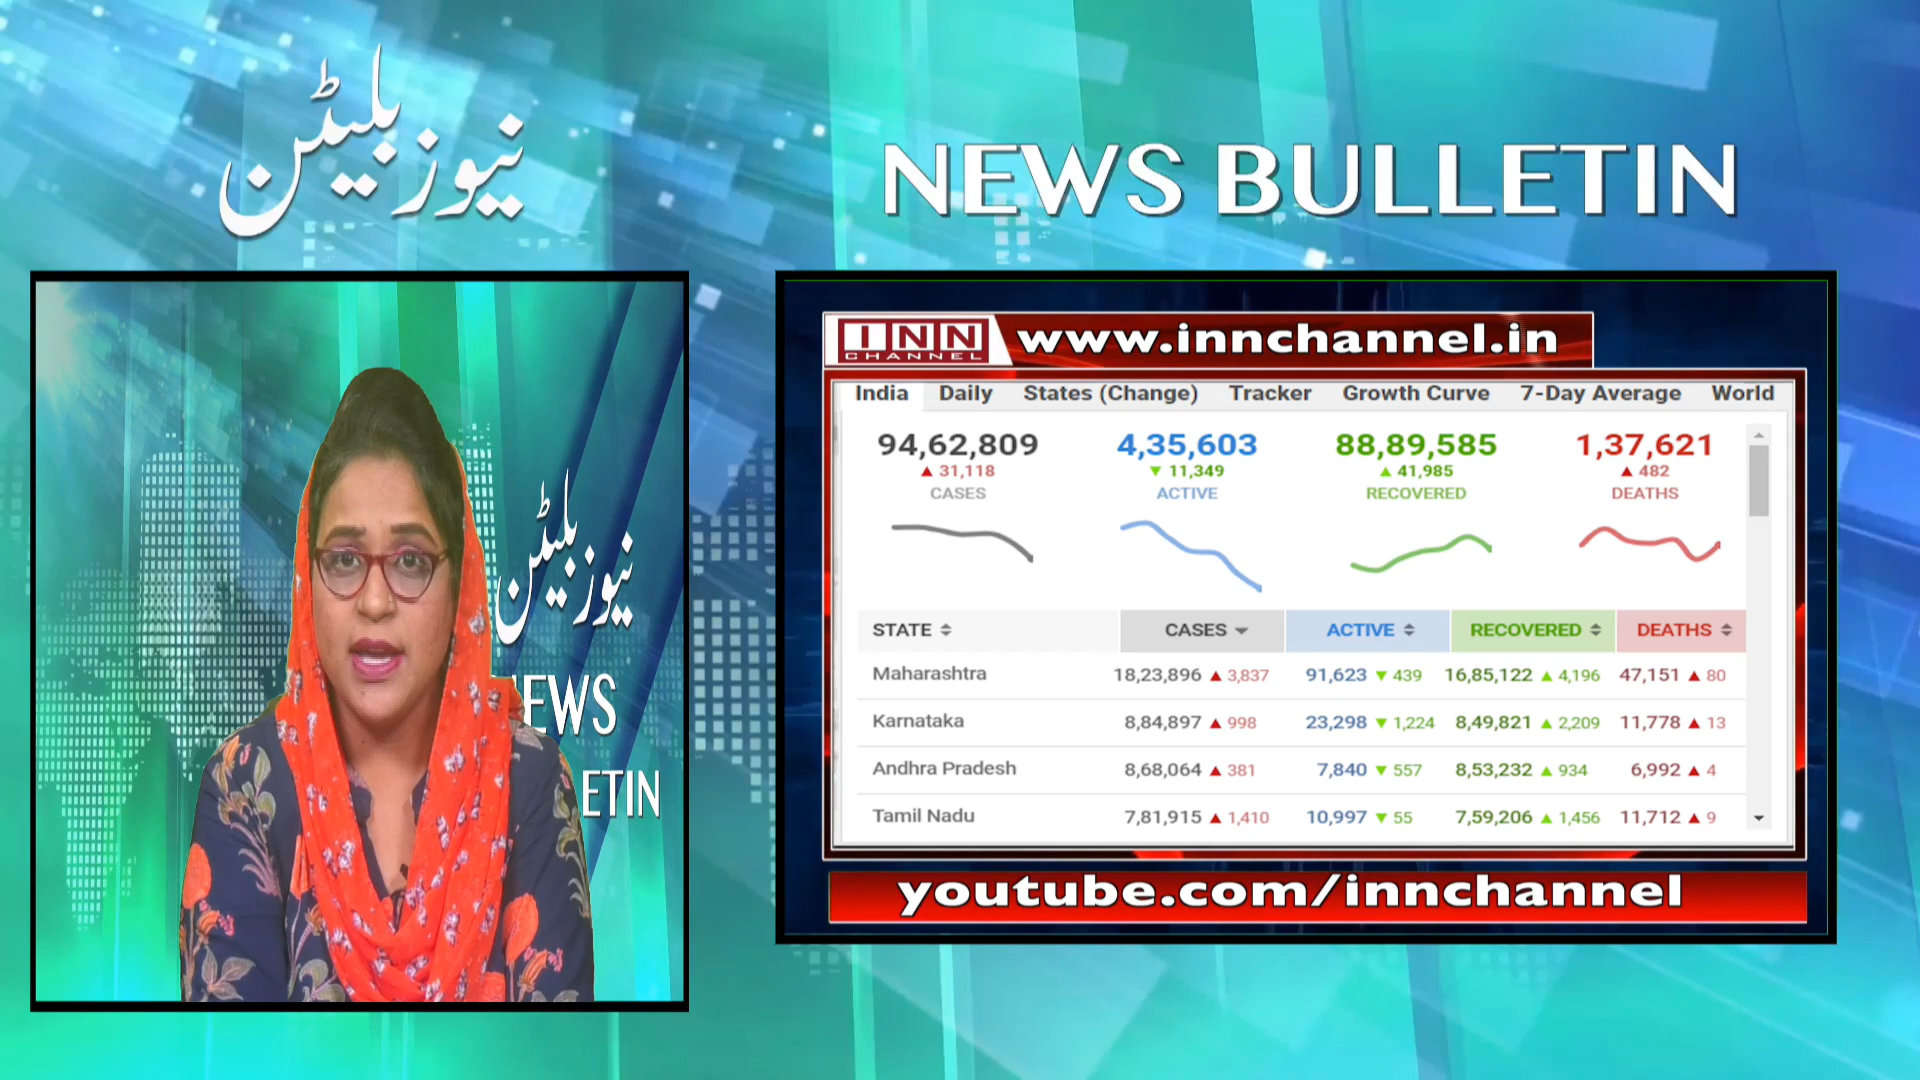 نیوز بلیٹن
NEWS BULLETIN
نیوز بلیٹن
NEWS
ETIN
INN
CHANNEL
www.innchannel.in
India Daily States (Change) Tracker Growth Curve 7-Day Average World
94,62,809 4,35,603 88,89,585 1,37,621
▲ 31,118 ▼ 11,349 ▲ 41,985 ▲ 482
CASES ACTIVE RECOVERED DEATHS
STATE CASES ACTIVE RECOVERED DEATHS
Maharashtra 18,23,896 ▲ 3,837 91,623 ▼ 439 16,85,122 ▲ 4,196 47,151 ▲ 80
Karnataka 8,84,897 ▲ 998 23,298 ▼ 1,224 8,49,821 ▲ 2,209 11,778 ▲ 13
Andhra Pradesh 8,68,064 ▲ 381 7,840 ▼ 557 8,53,232 ▲ 934 6,992 ▲ 4
Tamil Nadu 7,81,915 ▲ 1,410 10,997 ▼ 55 7,59,206 ▲ 1,456 11,712 ▲ 9
youtube.com/innchannel